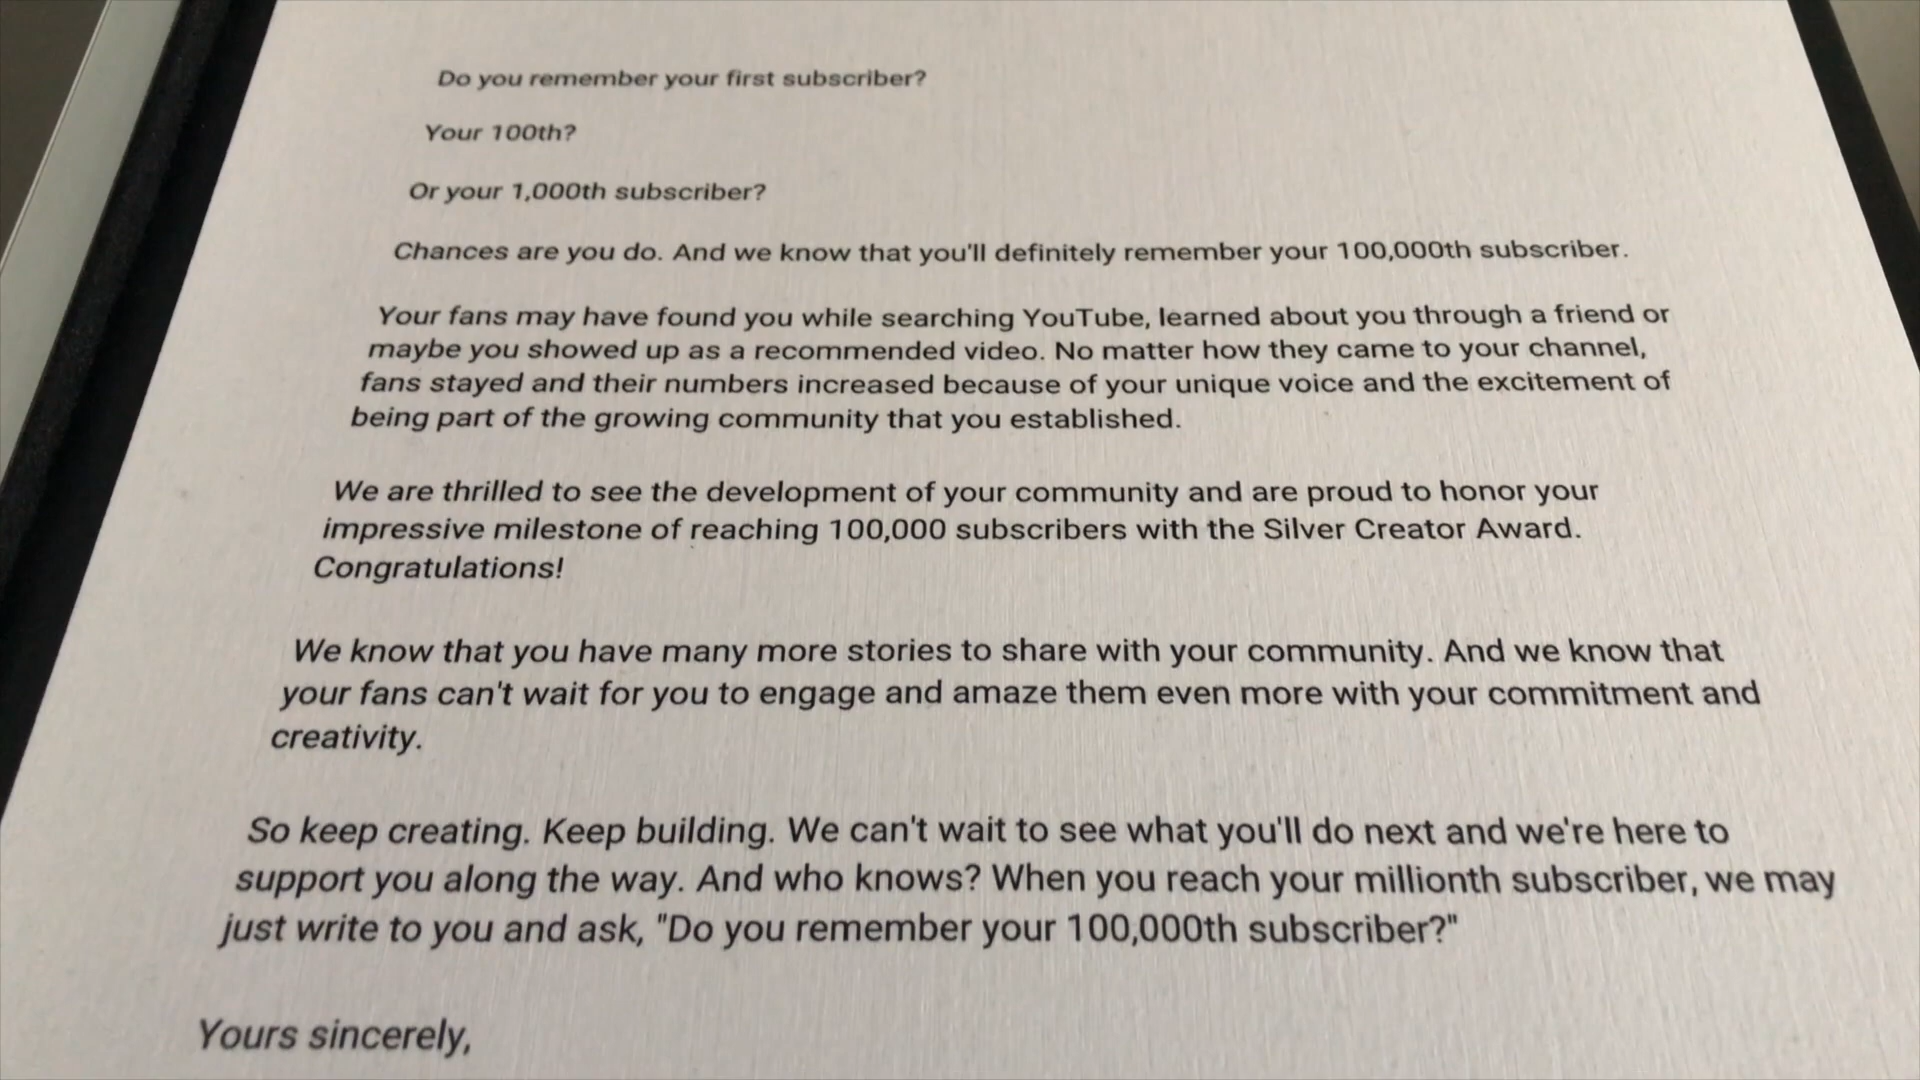 Do you remember your first subscriber?
Your 100th?
Or your 1,000th subscriber?
Chances are you do. And we know that you'll definitely remember your 100,000th subscriber.
Your fans may have found you while searching YouTube, learned about you through a friend or
maybe you showed up as a recommended video. No matter how they came to your channel,
fans stayed and their numbers increased because of your unique voice and the excitement of
being part of the growing community that you established.
We are thrilled to see the development of your community and are proud to honor your
impressive milestone of reaching 100,000 subscribers with the Silver Creator Award.
Congratulations!
We know that you have many more stories to share with your community. And we know that
your fans can't wait for you to engage and amaze them even more with your commitment and
creativity.
So keep creating. Keep building. We can't wait to see what you'll do next and we're here to
support you along the way. And who knows? When you reach your millionth subscriber, we may
just write to you and ask, "Do you remember your 100,000th subscriber?"
Yours sincerely,